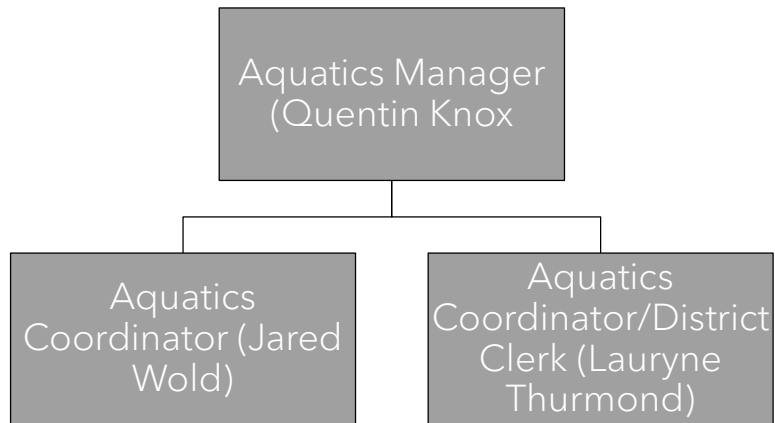 Aquatics Manager
(Quentin Knox
Aquatics
Coordinator (Jared
Wold)
Aquatics
Coordinator/District
Clerk (Lauryne
Thurmond)